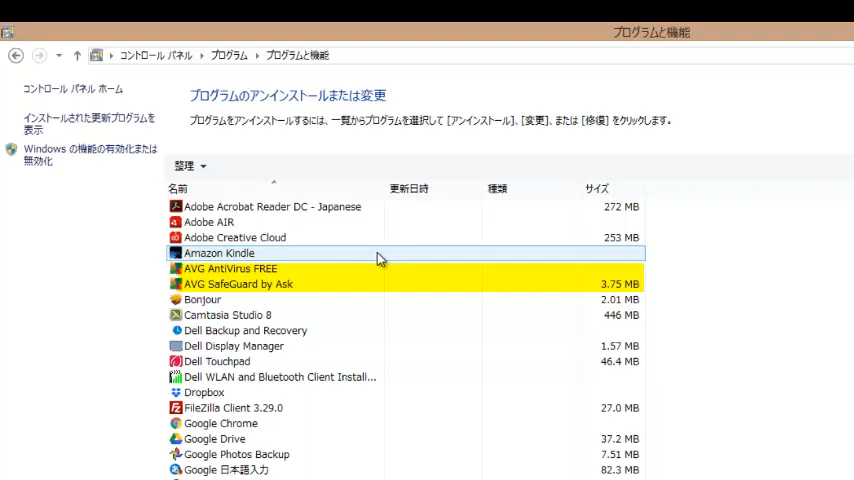 プログラムと機能
コントロール パネル › プログラム › プログラムと機能
コントロール パネル ホーム
インストールされた更新プログラムを
表示
Windows の機能の有効化または
無効化
プログラムのアンインストールまたは変更
プログラムをアンインストールするには、一覧からプログラムを選択して [アンインストール]、[変更]、または [修復] をクリックします。
整理
名前 更新日時 種類 サイズ
Adobe Acrobat Reader DC - Japanese 272 MB
Adobe AIR
Adobe Creative Cloud 253 MB
Amazon Kindle
AVG AntiVirus FREE
AVG SafeGuard by Ask 3.75 MB
Bonjour 2.01 MB
Camtasia Studio 8 446 MB
Dell Backup and Recovery
Dell Display Manager 1.57 MB
Dell Touchpad 46.4 MB
Dell WLAN and Bluetooth Client Install...
Dropbox
FileZilla Client 3.29.0 27.0 MB
Google Chrome
Google Drive 37.2 MB
Google Photos Backup 7.51 MB
Google 日本語入力 82.3 MB